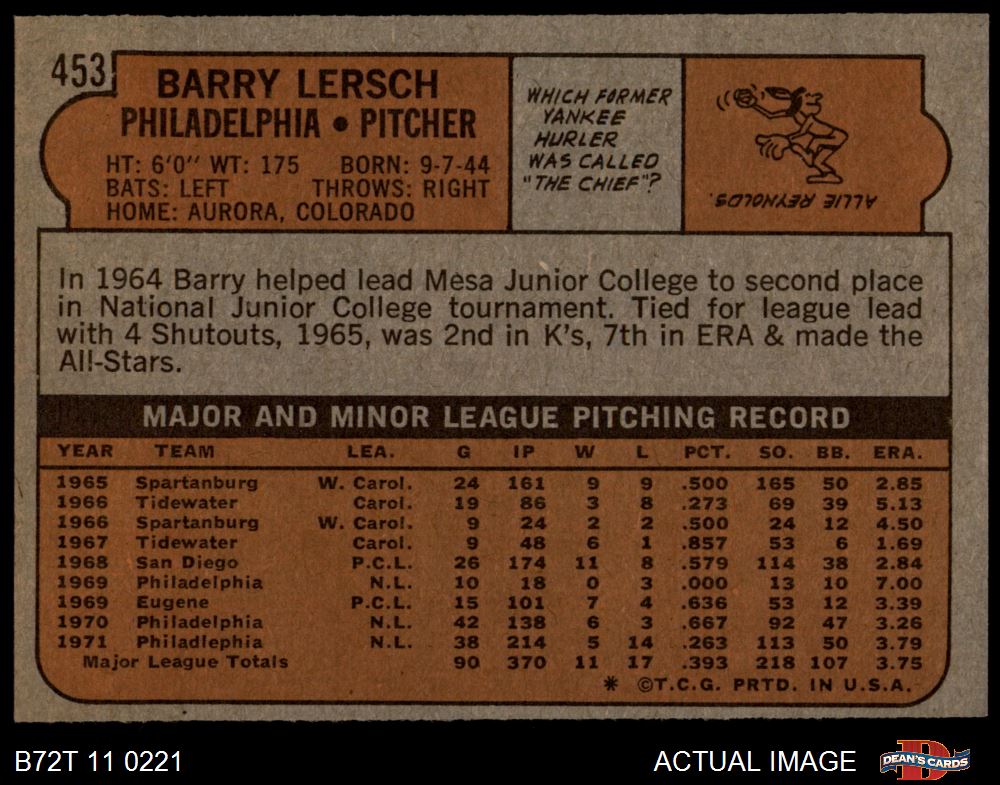 453
BARRY LERSCH
PHILADELPHIA • PITCHER
HT: 6'0" WT: 175 BORN: 9-7-44
BATS: LEFT THROWS: RIGHT
HOME: AURORA, COLORADO
WHICH FORMER
YANKEE
HURLER
WAS CALLED
"THE CHIEF"?
ALLIE REYNOLDS.
In 1964 Barry helped lead Mesa Junior College to second place
in National Junior College tournament. Tied for league lead
with 4 Shutouts, 1965, was 2nd in K's, 7th in ERA & made the
All-Stars.
MAJOR AND MINOR LEAGUE PITCHING RECORD
YEAR TEAM LEA. G IP W L PCT. SO. BB. ERA.
1965 Spartanburg W. Carol. 24 161 9 9 .500 165 50 2.85
1966 Tidewater Carol. 19 86 3 8 .273 69 39 5.13
1966 Spartanburg W. Carol. 9 24 2 2 .500 24 12 4.50
1967 Tidewater Carol. 9 48 6 1 .857 53 6 1.69
1968 San Diego P.C.L. 26 174 11 8 .579 114 38 2.84
1969 Philadelphia N.L. 10 18 0 3 .000 13 10 7.00
1969 Eugene P.C.L. 15 101 7 4 .636 53 12 3.39
1970 Philadelphia N.L. 42 138 6 3 .667 92 47 3.26
1971 Philadlephia N.L. 38 214 5 14 .263 113 50 3.79
Major League Totals 90 370 11 17 .393 218 107 3.75
* ©T.C.G. PRTD. IN U.S.A.
B72T 11 0221 ACTUAL IMAGE D DEAN'S CARDS